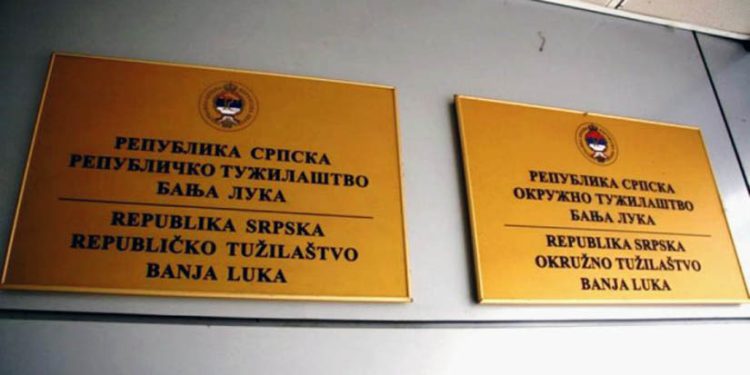 РЕПУБЛИКА СРПСКА
РЕПУБЛИЧКО ТУЖИЛАШТВО
БАЊА ЛУКА
REPUBLIKA SRPSKA
REPUBLIČKO TUŽILAŠTVO
BANJA LUKA
РЕПУБЛИКА СРПСКА
ОКРУЖНО ТУЖИЛАШТВО
БАЊА ЛУКА
REPUBLIKA SRPSKA
OKRUŽNO TUŽILAŠTVO
BANJA LUKA